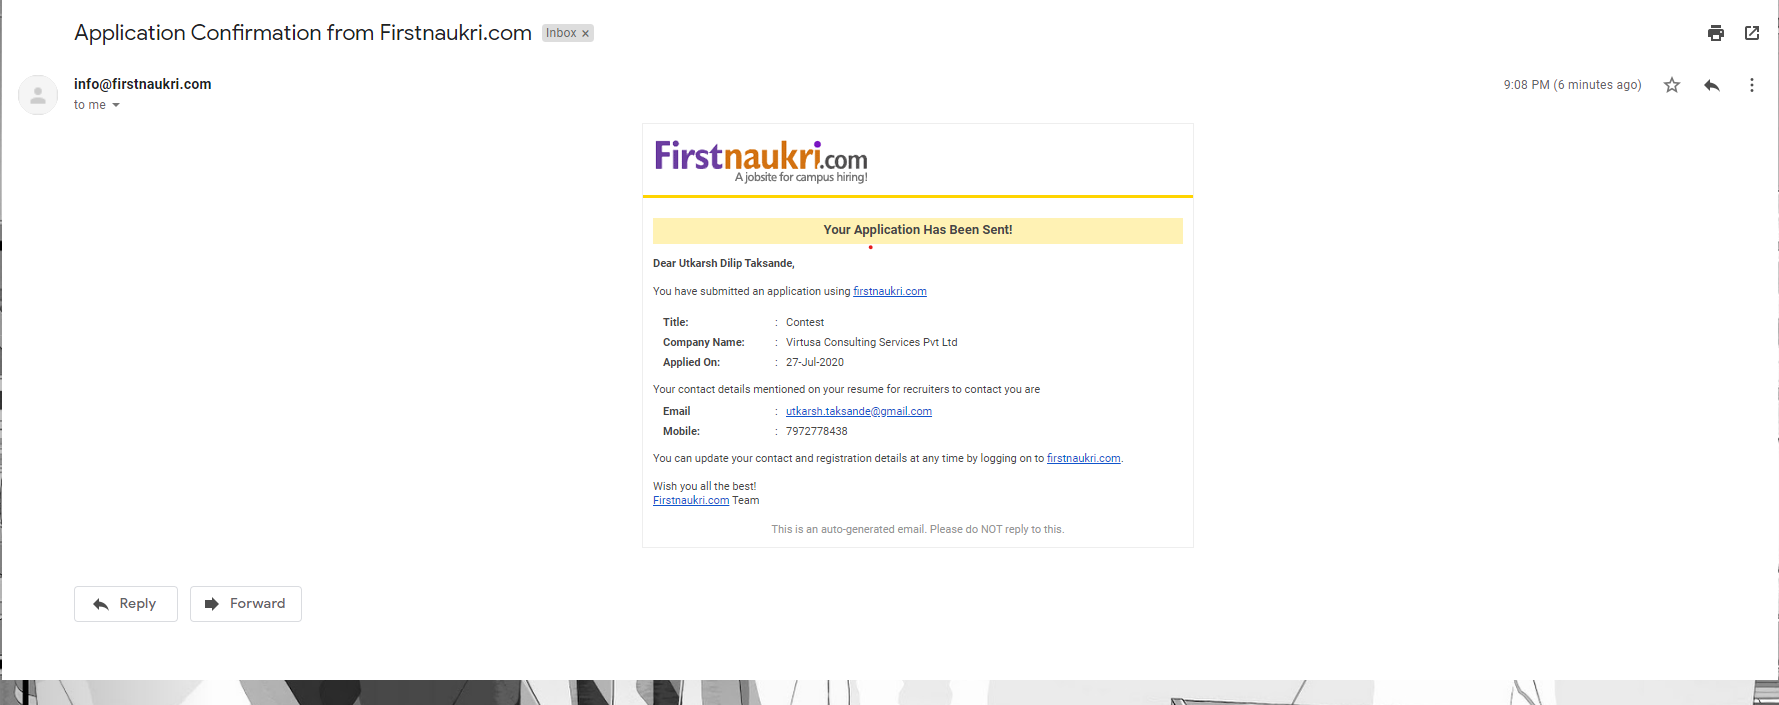 Application Confirmation from Firstnaukri.com Inbox ×
info@firstnaukri.com 9:08 PM (6 minutes ago)
to me
Firstnaukri.com
A jobsite for campus hiring!
Your Application Has Been Sent!
Dear Utkarsh Dilip Taksande,
You have submitted an application using firstnaukri.com
Title: : Contest
Company Name: : Virtusa Consulting Services Pvt Ltd
Applied On: : 27-Jul-2020
Your contact details mentioned on your resume for recruiters to contact you are
Email : utkarsh.taksande@gmail.com
Mobile: : 7972778438
You can update your contact and registration details at any time by logging on to firstnaukri.com.
Wish you all the best!
Firstnaukri.com Team
This is an auto-generated email. Please do NOT reply to this.
Reply Forward